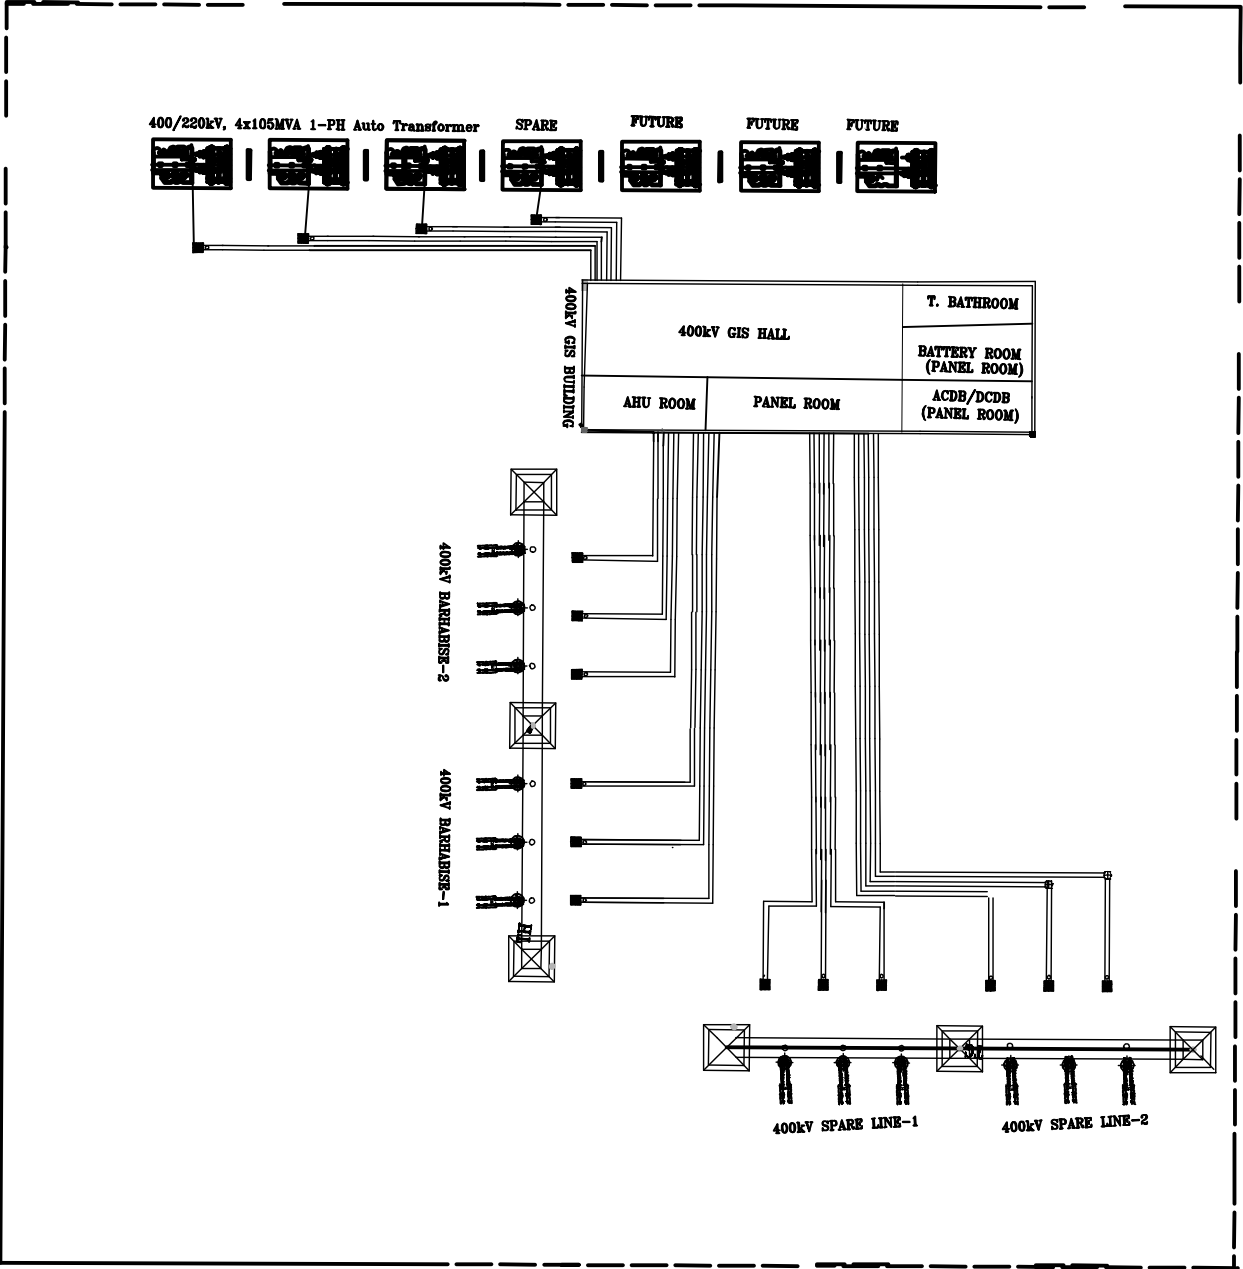 400/220kV, 4x105MVA 1-PH Auto Transformer
SPARE
FUTURE
FUTURE
FUTURE
400kV GIS BUILDING
400kV GIS HALL
T. BATHROOM
BATTERY ROOM
(PANEL ROOM)
AHU ROOM
PANEL ROOM
ACDB/DCDB
(PANEL ROOM)
400kV BARHABISE-2
400kV BARHABISE-1
400kV SPARE LINE-1
400kV SPARE LINE-2